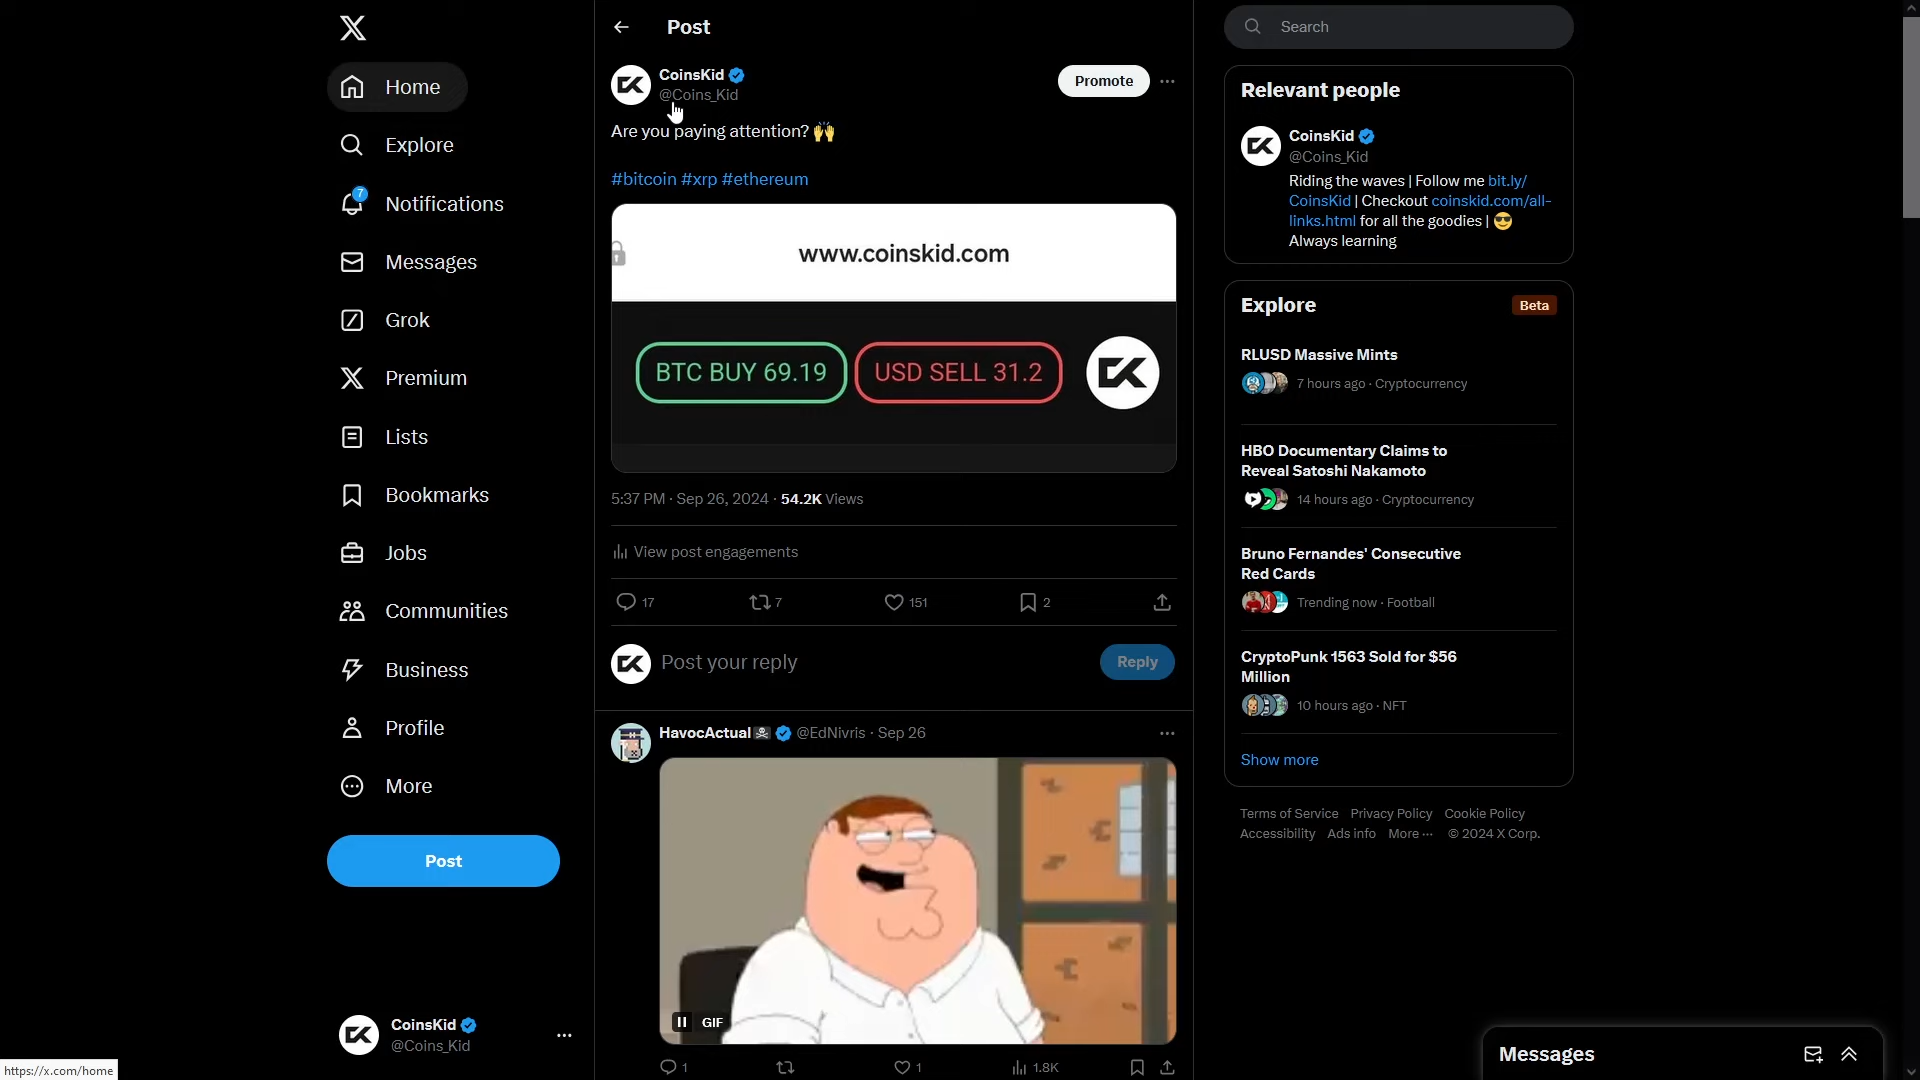 Home
Explore
7
Notifications
Messages
Grok
Premium
Lists
Bookmarks
Jobs
Communities
Business
Profile
More
Post
CoinsKid
@Coins_Kid
https://x.com/home
Post
CoinsKid
@Coins_Kid
Promote
Are you paying attention? 🙌
#bitcoin #xrp #ethereum
www.coinskid.com
BTC BUY 69.19 USD SELL 31.2
5:37 PM · Sep 26, 2024 · 54.2K Views
View post engagements
17 7 151 2
Post your reply
Reply
HavocActual☠ @EdNivris · Sep 26
GIF
1 1 1.8K
Search
Relevant people
CoinsKid
@Coins_Kid
Riding the waves | Follow me bit.ly/
CoinsKid | Checkout coinskid.com/all-
links.html for all the goodies | 😎
Always learning
Explore
Beta
RLUSD Massive Mints
7 hours ago · Cryptocurrency
HBO Documentary Claims to
Reveal Satoshi Nakamoto
14 hours ago · Cryptocurrency
Bruno Fernandes' Consecutive
Red Cards
Trending now · Football
CryptoPunk 1563 Sold for $56
Million
10 hours ago · NFT
Show more
Terms of Service Privacy Policy Cookie Policy
Accessibility Ads info More ··· © 2024 X Corp.
Messages